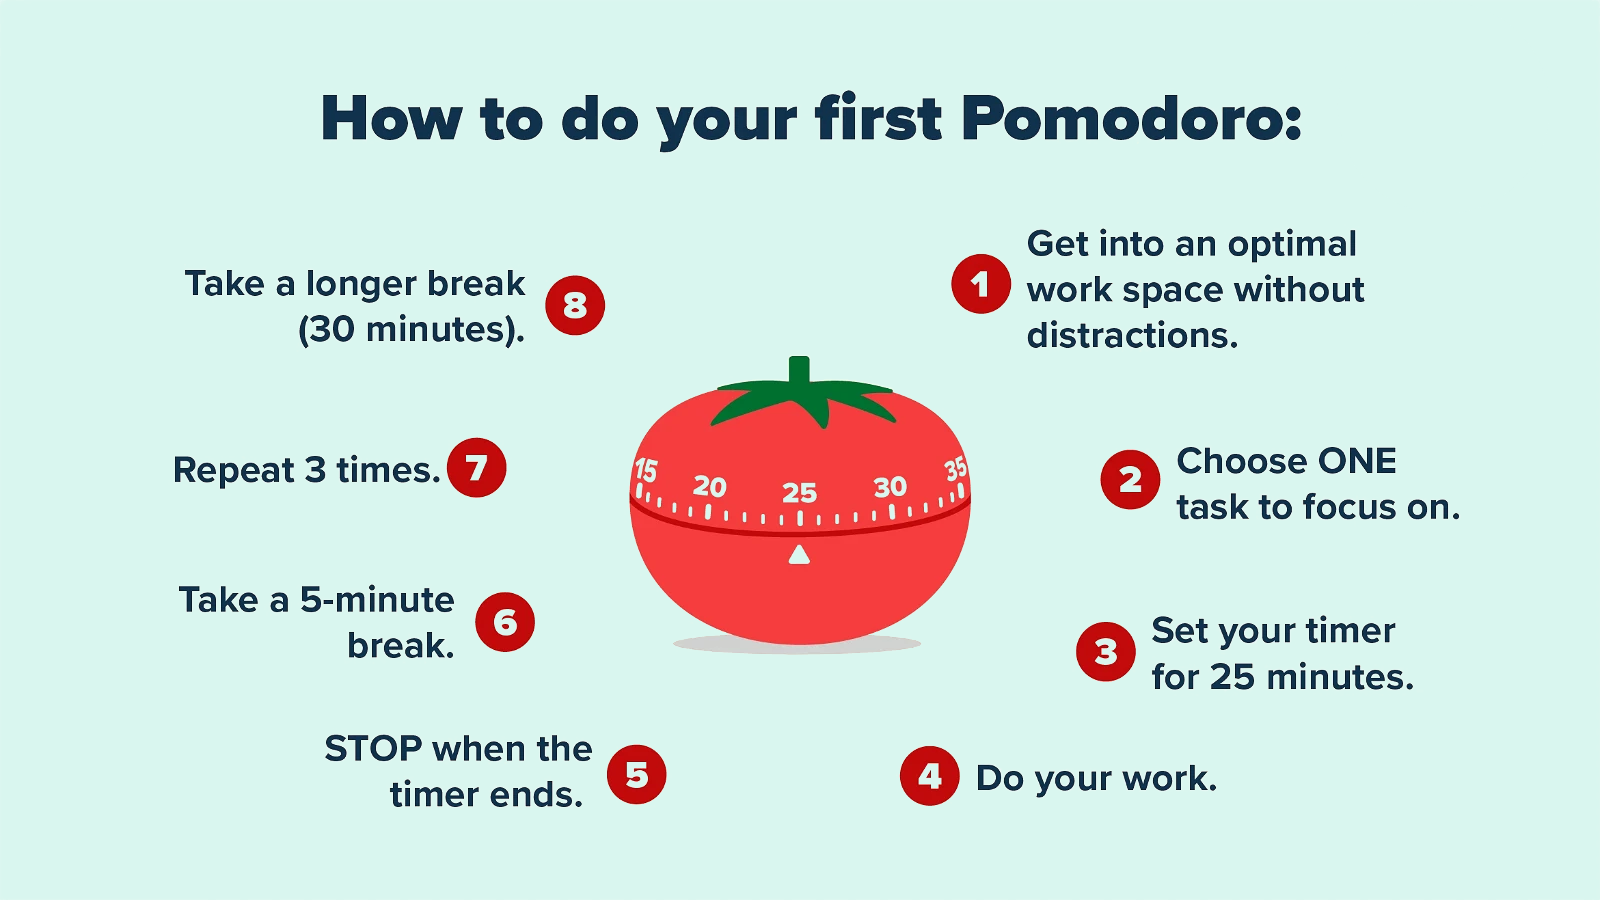 How to do your first Pomodoro:
1
Get into an optimal
work space without
distractions.
2
Choose ONE
task to focus on.
3
Set your timer
for 25 minutes.
4
Do your work.
5
STOP when the
timer ends.
6
Take a 5-minute
break.
7
Repeat 3 times.
8
Take a longer break
(30 minutes).
15 20 25 30 35